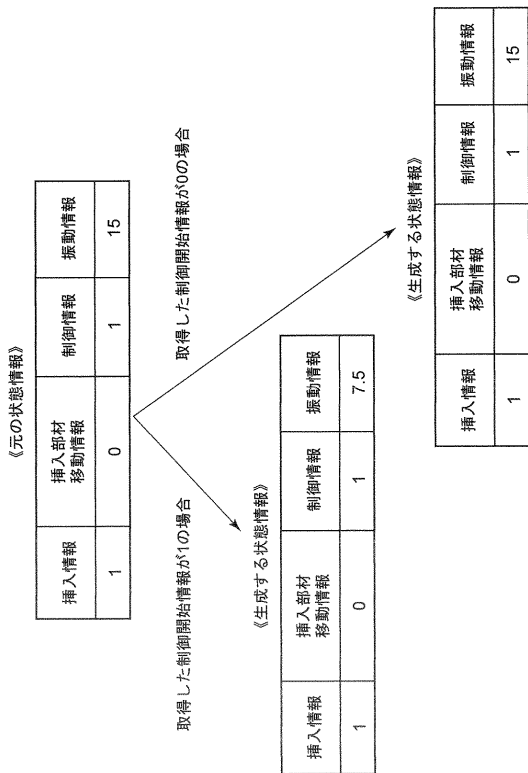 《元の状態情報》
挿入情報
挿入部材
移動情報
制御情報
振動情報
1
0
1
15
取得した制御開始情報が1の場合
取得した制御開始情報が0の場合
《生成する状態情報》
挿入情報
挿入部材
移動情報
制御情報
振動情報
1
0
1
7.5
《生成する状態情報》
挿入情報
挿入部材
移動情報
制御情報
振動情報
1
0
1
15